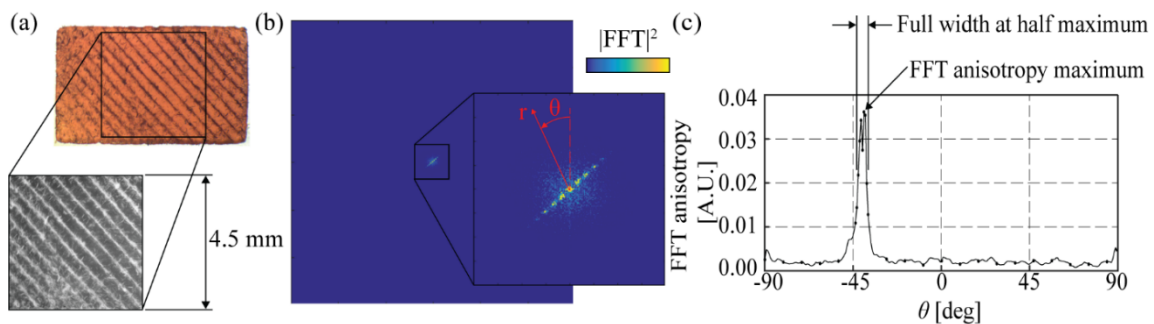 (a)
4.5 mm
(b)
|FFT|²
r
θ
(c)
Full width at half maximum
FFT anisotropy maximum
FFT anisotropy
[A.U.]
0.04
0.03
0.02
0.01
0.00
-90
-45
0
45
90
θ [deg]